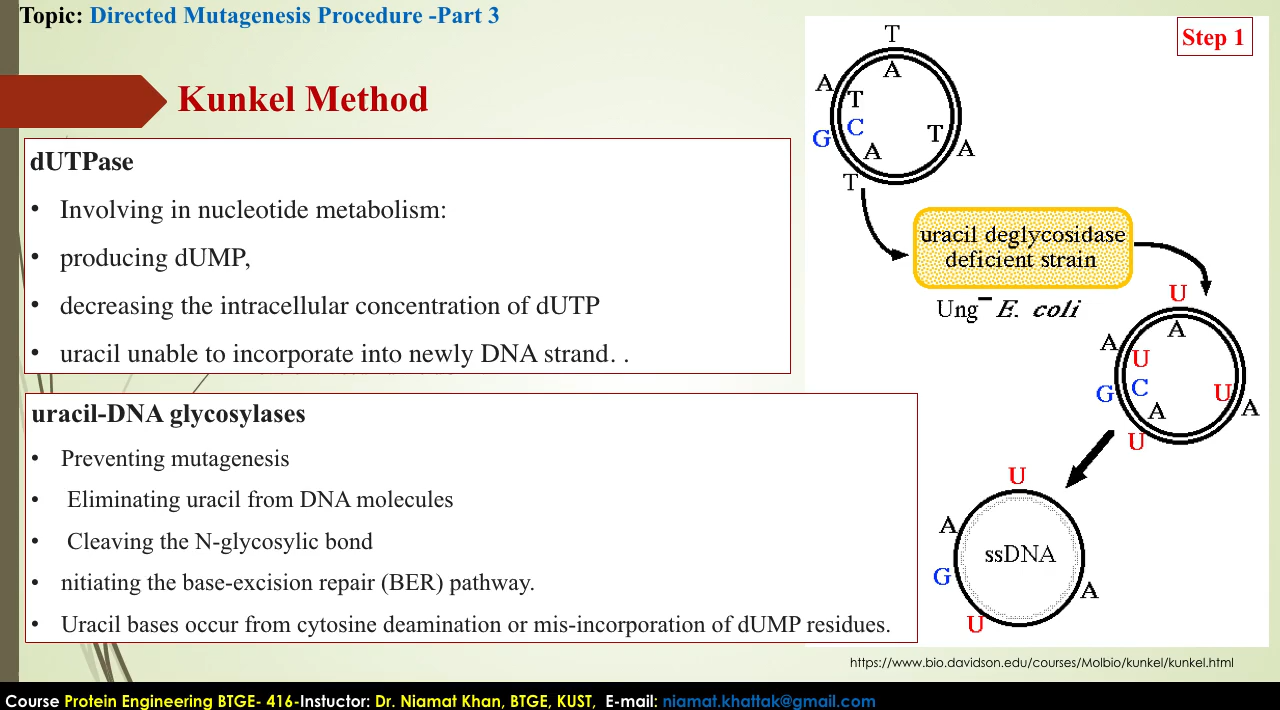 Topic: Directed Mutagenesis Procedure -Part 3
Step 1
Kunkel Method
dUTPase
• Involving in nucleotide metabolism:
• producing dUMP,
• decreasing the intracellular concentration of dUTP
• uracil unable to incorporate into newly DNA strand. .
uracil-DNA glycosylases
• Preventing mutagenesis
• Eliminating uracil from DNA molecules
• Cleaving the N-glycosylic bond
• nitiating the base-excision repair (BER) pathway.
• Uracil bases occur from cytosine deamination or mis-incorporation of dUMP residues.
T
A
A
T
G
C
A
T
A
T
uracil deglycosidase
deficient strain
Ung⁻ E. coli
U
A
A
U
G
C
U
A
A
U
U
A
ssDNA
G
A
U
https://www.bio.davidson.edu/courses/Molbio/kunkel/kunkel.html
Course Protein Engineering BTGE- 416-Instuctor: Dr. Niamat Khan, BTGE, KUST, E-mail: niamat.khattak@gmail.com